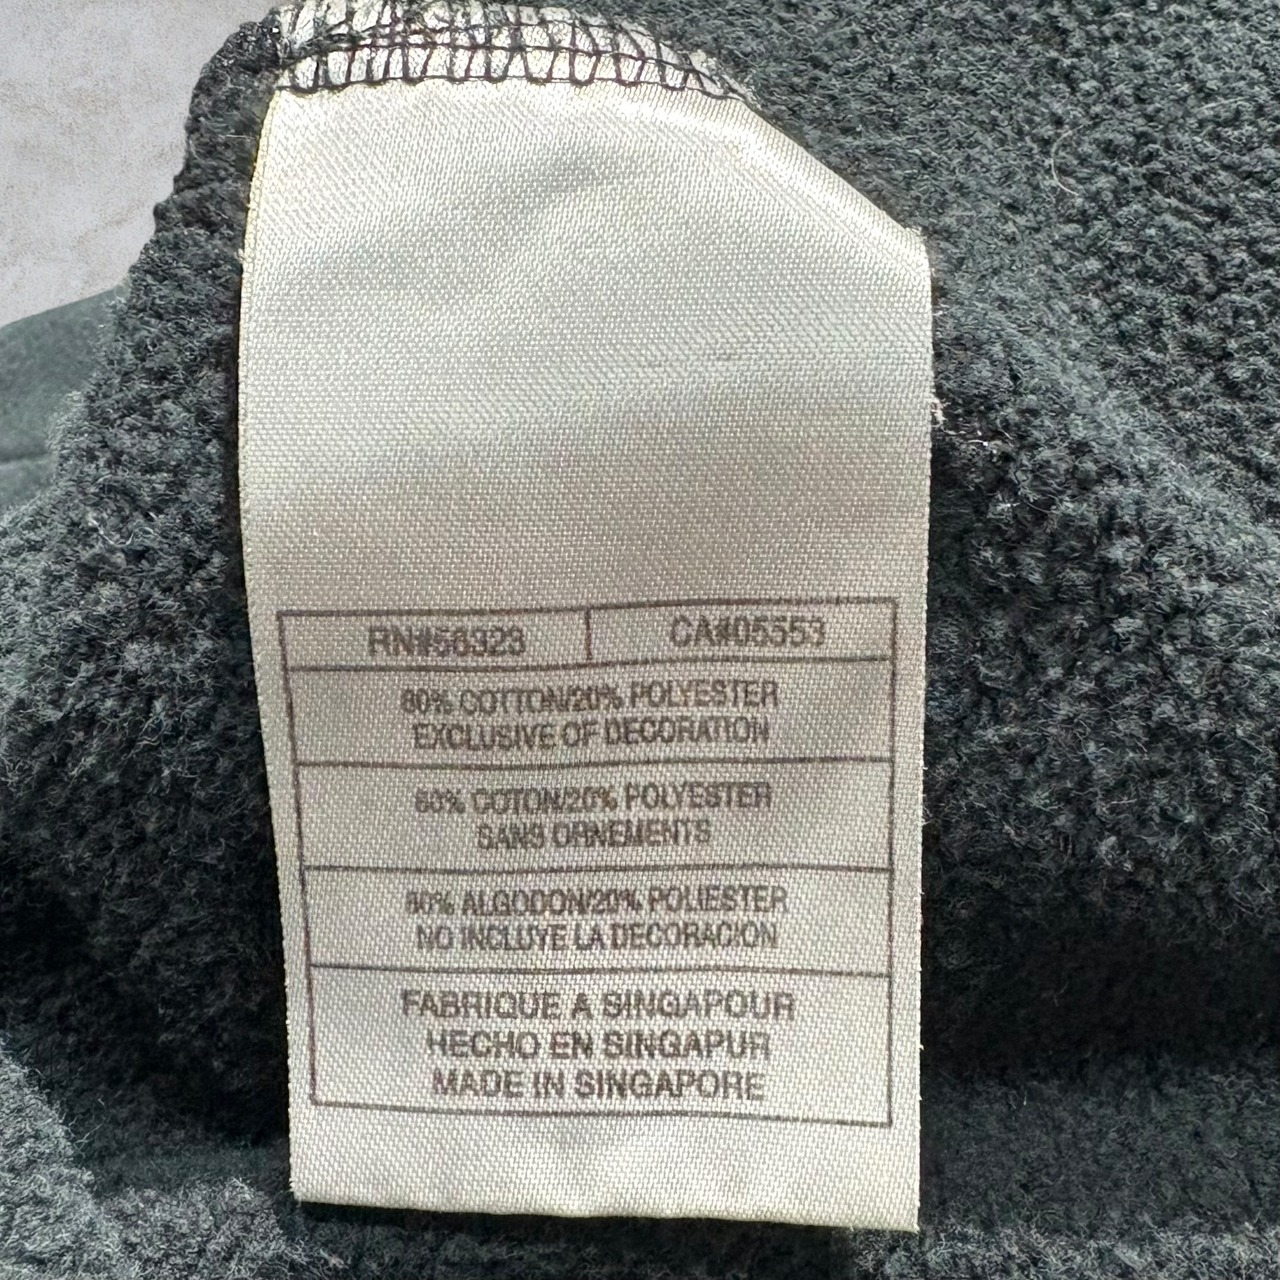 RN#56323 CA#05553
80% COTTON/20% POLYESTER
EXCLUSIVE OF DECORATION
80% COTON/20% POLYESTER
SANS ORNEMENTS
80% ALGODON/20% POLIESTER
NO INCLUYE LA DECORACION
FABRIQUE A SINGAPOUR
HECHO EN SINGAPUR
MADE IN SINGAPORE